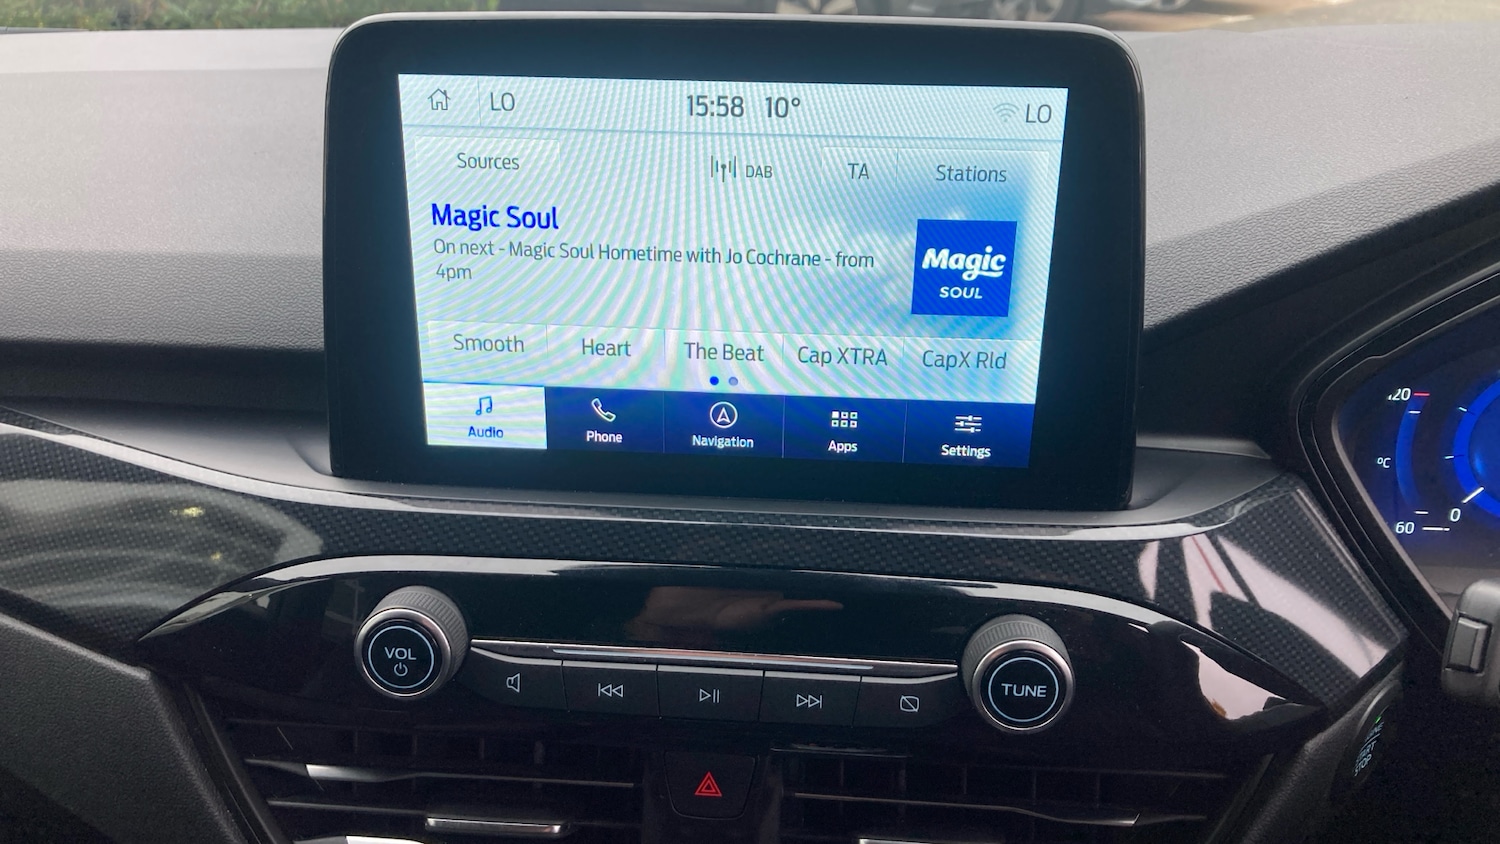 LO 15:58 10° LO
Sources DAB TA Stations
Magic Soul
On next - Magic Soul Hometime with Jo Cochrane - from
4pm
Magic
SOUL
Smooth Heart The Beat Cap XTRA CapX Rld
Audio Phone Navigation Apps Settings
120
°C
60 0
VOL TUNE
START
STOP